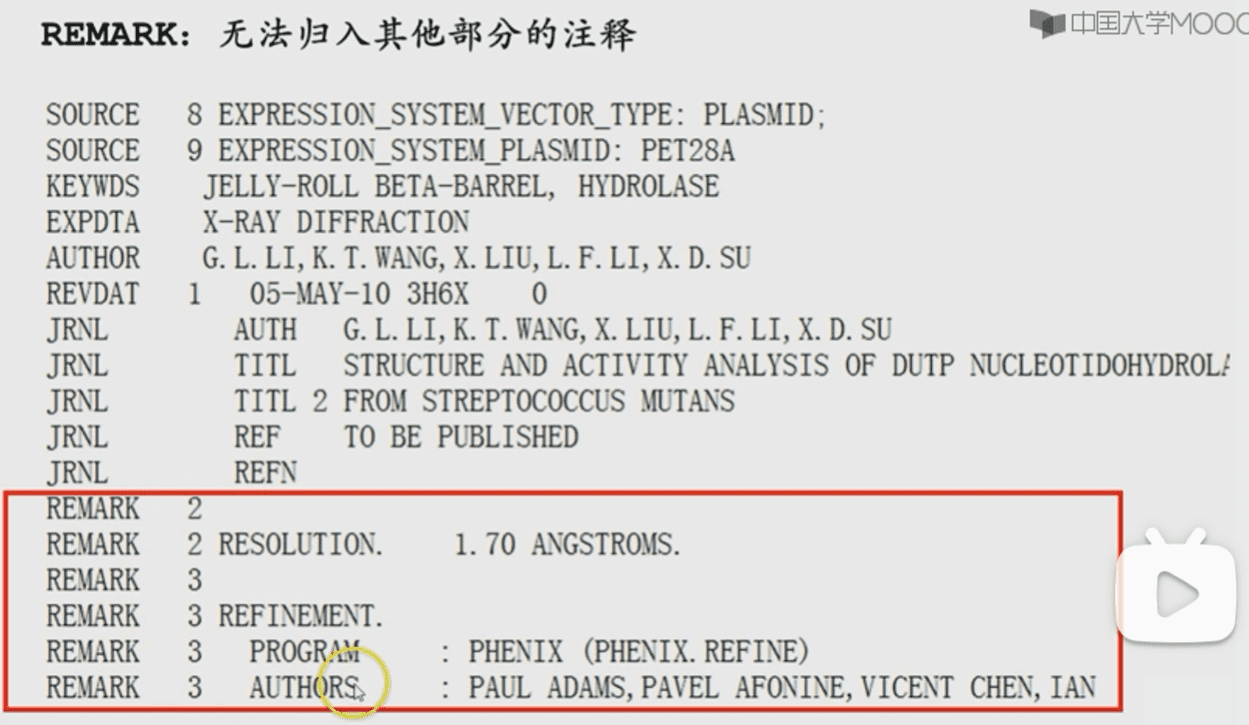 REMARK: 无法归入其他部分的注释
中国大学MOOC
SOURCE 8 EXPRESSION_SYSTEM_VECTOR_TYPE: PLASMID;
SOURCE 9 EXPRESSION_SYSTEM_PLASMID: PET28A
KEYWDS JELLY-ROLL BETA-BARREL, HYDROLASE
EXPDTA X-RAY DIFFRACTION
AUTHOR G.L.LI,K.T.WANG,X.LIU,L.F.LI,X.D.SU
REVDAT 1 05-MAY-10 3H6X 0
JRNL AUTH G.L.LI,K.T.WANG,X.LIU,L.F.LI,X.D.SU
JRNL TITL STRUCTURE AND ACTIVITY ANALYSIS OF DUTP NUCLEOTIDOHYDROLA
JRNL TITL 2 FROM STREPTOCOCCUS MUTANS
JRNL REF TO BE PUBLISHED
JRNL REFN
REMARK 2
REMARK 2 RESOLUTION. 1.70 ANGSTROMS.
REMARK 3
REMARK 3 REFINEMENT.
REMARK 3 PROGRAM : PHENIX (PHENIX.REFINE)
REMARK 3 AUTHORS : PAUL ADAMS,PAVEL AFONINE,VICENT CHEN,IAN